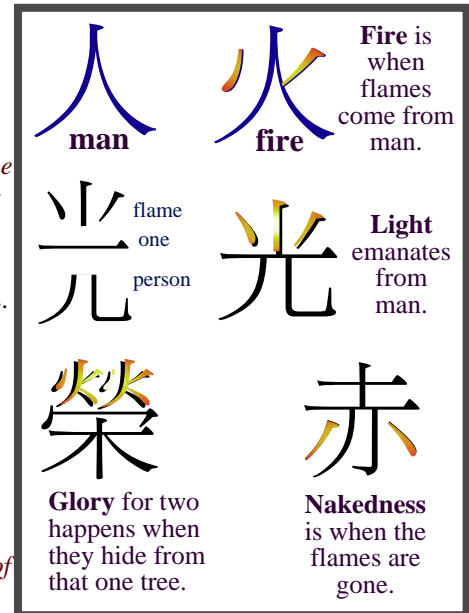 人
man
火
fire
Fire is
when
flames
come from
man.
flame
one
person
光
Light
emanates
from
man.
榮
Glory for two
happens when
they hide from
that one tree.
赤
Nakedness
is when the
flames are
gone.
e
s.
of